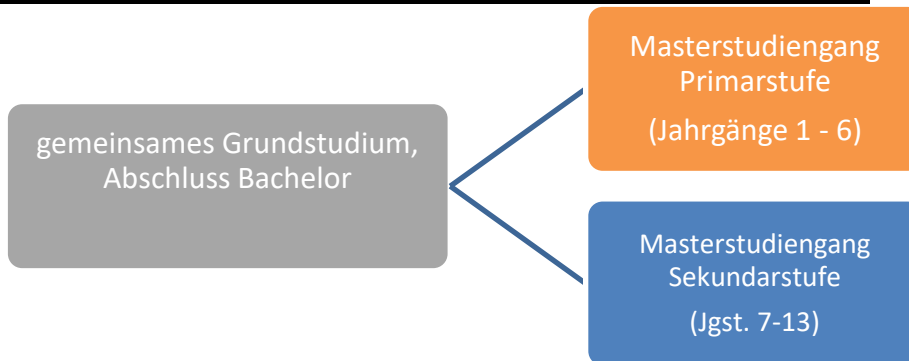 gemeinsames Grundstudium,
Abschluss Bachelor
Masterstudiengang
Primarstufe
(Jahrgänge 1 - 6)
Masterstudiengang
Sekundarstufe
(Jgst. 7-13)